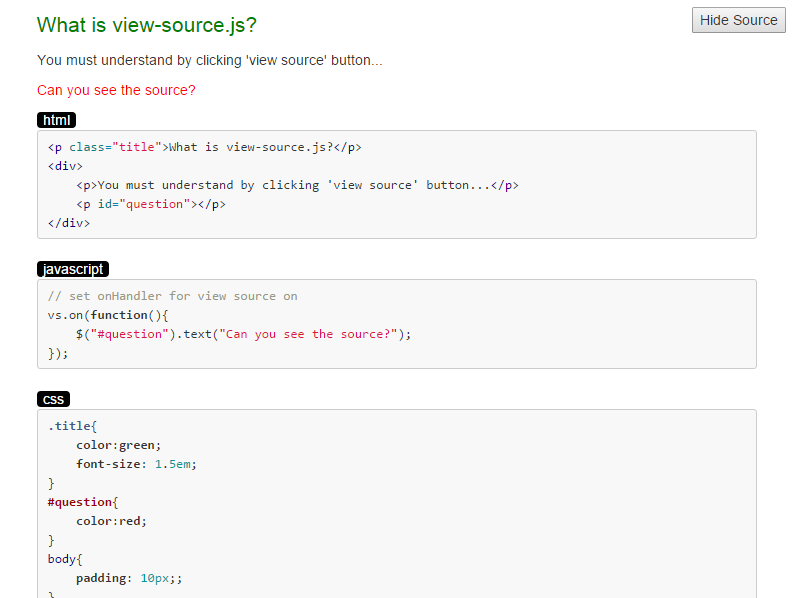 What is view-source.js?
Hide Source
You must understand by clicking 'view source' button...
Can you see the source?
html
<p class="title">What is view-source.js?</p>
<div>
    <p>You must understand by clicking 'view source' button...</p>
    <p id="question"></p>
</div>
javascript
// set onHandler for view source on
vs.on(function(){
    $("#question").text("Can you see the source?");
});
css
.title{
    color:green;
    font-size: 1.5em;
}
#question{
    color:red;
}
body{
    padding: 10px;;
}